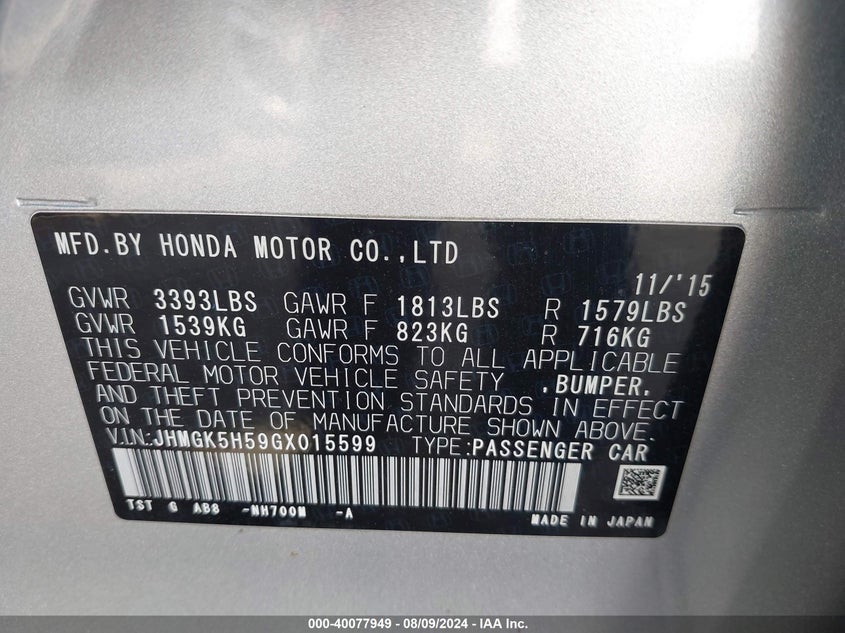 MFD.BY HONDA MOTOR CO.,LTD
11/'15
GVWR 3393LBS GAWR F 1813LBS R 1579LBS
GVWR 1539KG GAWR F 823KG R 716KG
THIS VEHICLE CONFORMS TO ALL APPLICABLE
FEDERAL MOTOR VEHICLE SAFETY ,BUMPER,
AND THEFT PREVENTION STANDARDS IN EFFECT
ON THE DATE OF MANUFACTURE SHOWN ABOVE.
V.IN:JHMGK5H59GX015599 TYPE:PASSENGER CAR
TST G AB8 -NH700M -A MADE IN JAPAN
000-40077949 - 08/09/2024 - IAA Inc.